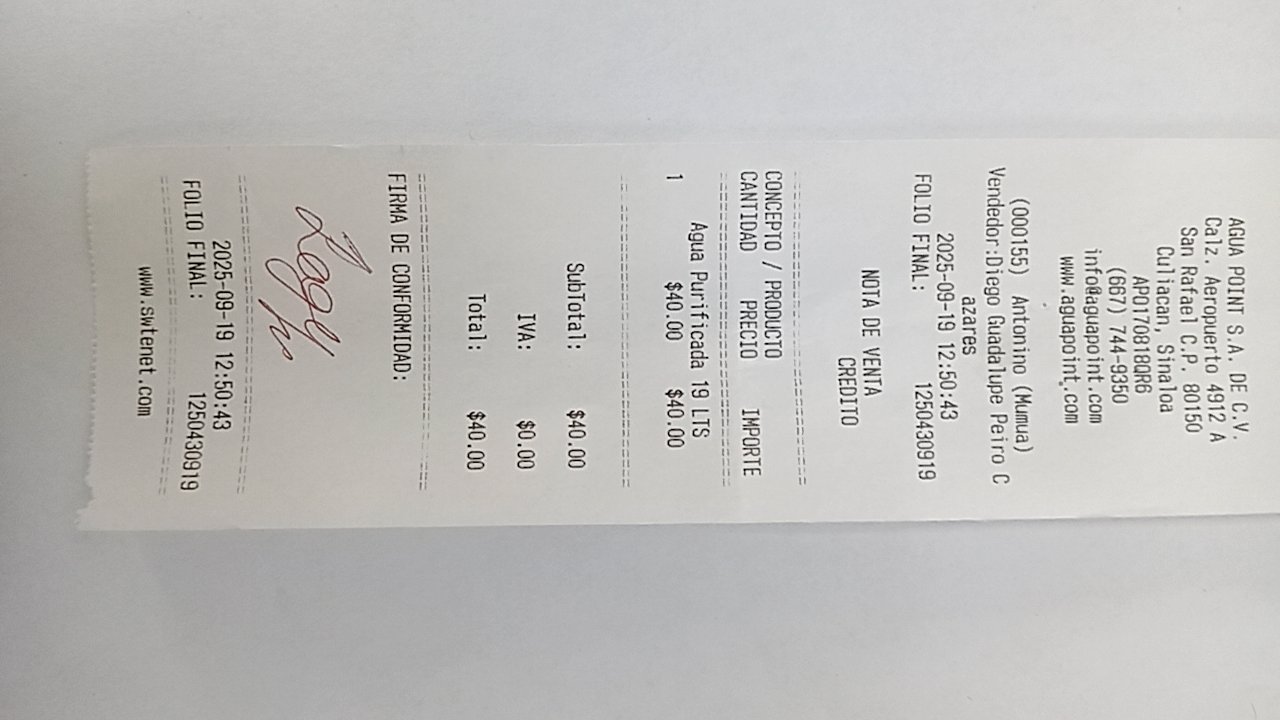 AGUA POINT S.A. DE C.V.
Calz. Aeropuerto 4912 A
San Rafael C.P. 80150
Culiacan, Sinaloa
APO170818QR6
(667) 744-9350
info@aguapoint.com
www.aguapoint.com
(000155) Antonino (Mumua)
Vendedor:Diego Guadalupe Peiro C
azares
2025-09-19 12:50:43
FOLIO FINAL: 1250430919
NOTA DE VENTA
CREDITO
CONCEPTO / PRODUCTO
CANTIDAD PRECIO IMPORTE
Agua Purificada 19 LTS
1 $40.00 $40.00
SubTotal: $40.00
IVA: $0.00
Total: $40.00
FIRMA DE CONFORMIDAD:
2025-09-19 12:50:43
FOLIO FINAL: 1250430919
www.swtenet.com